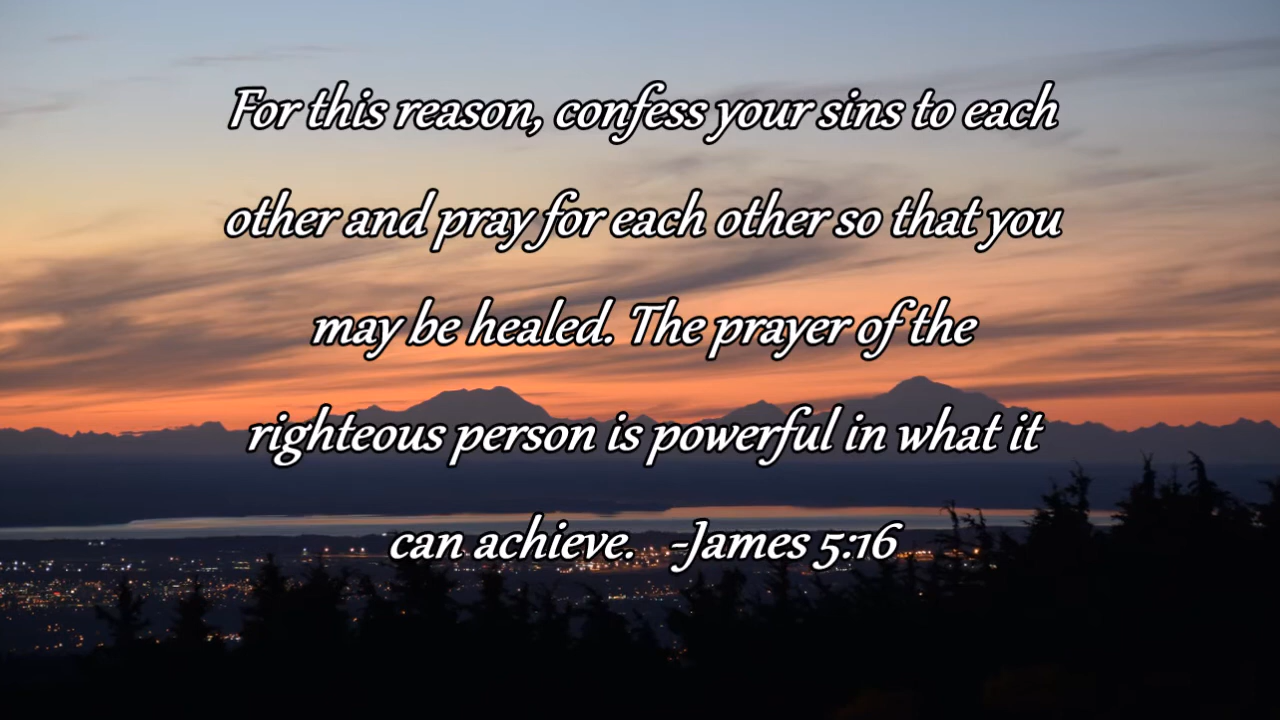 For this reason, confess your sins to each
other and pray for each other so that you
may be healed. The prayer of the
righteous person is powerful in what it
can achieve. -James 5:16